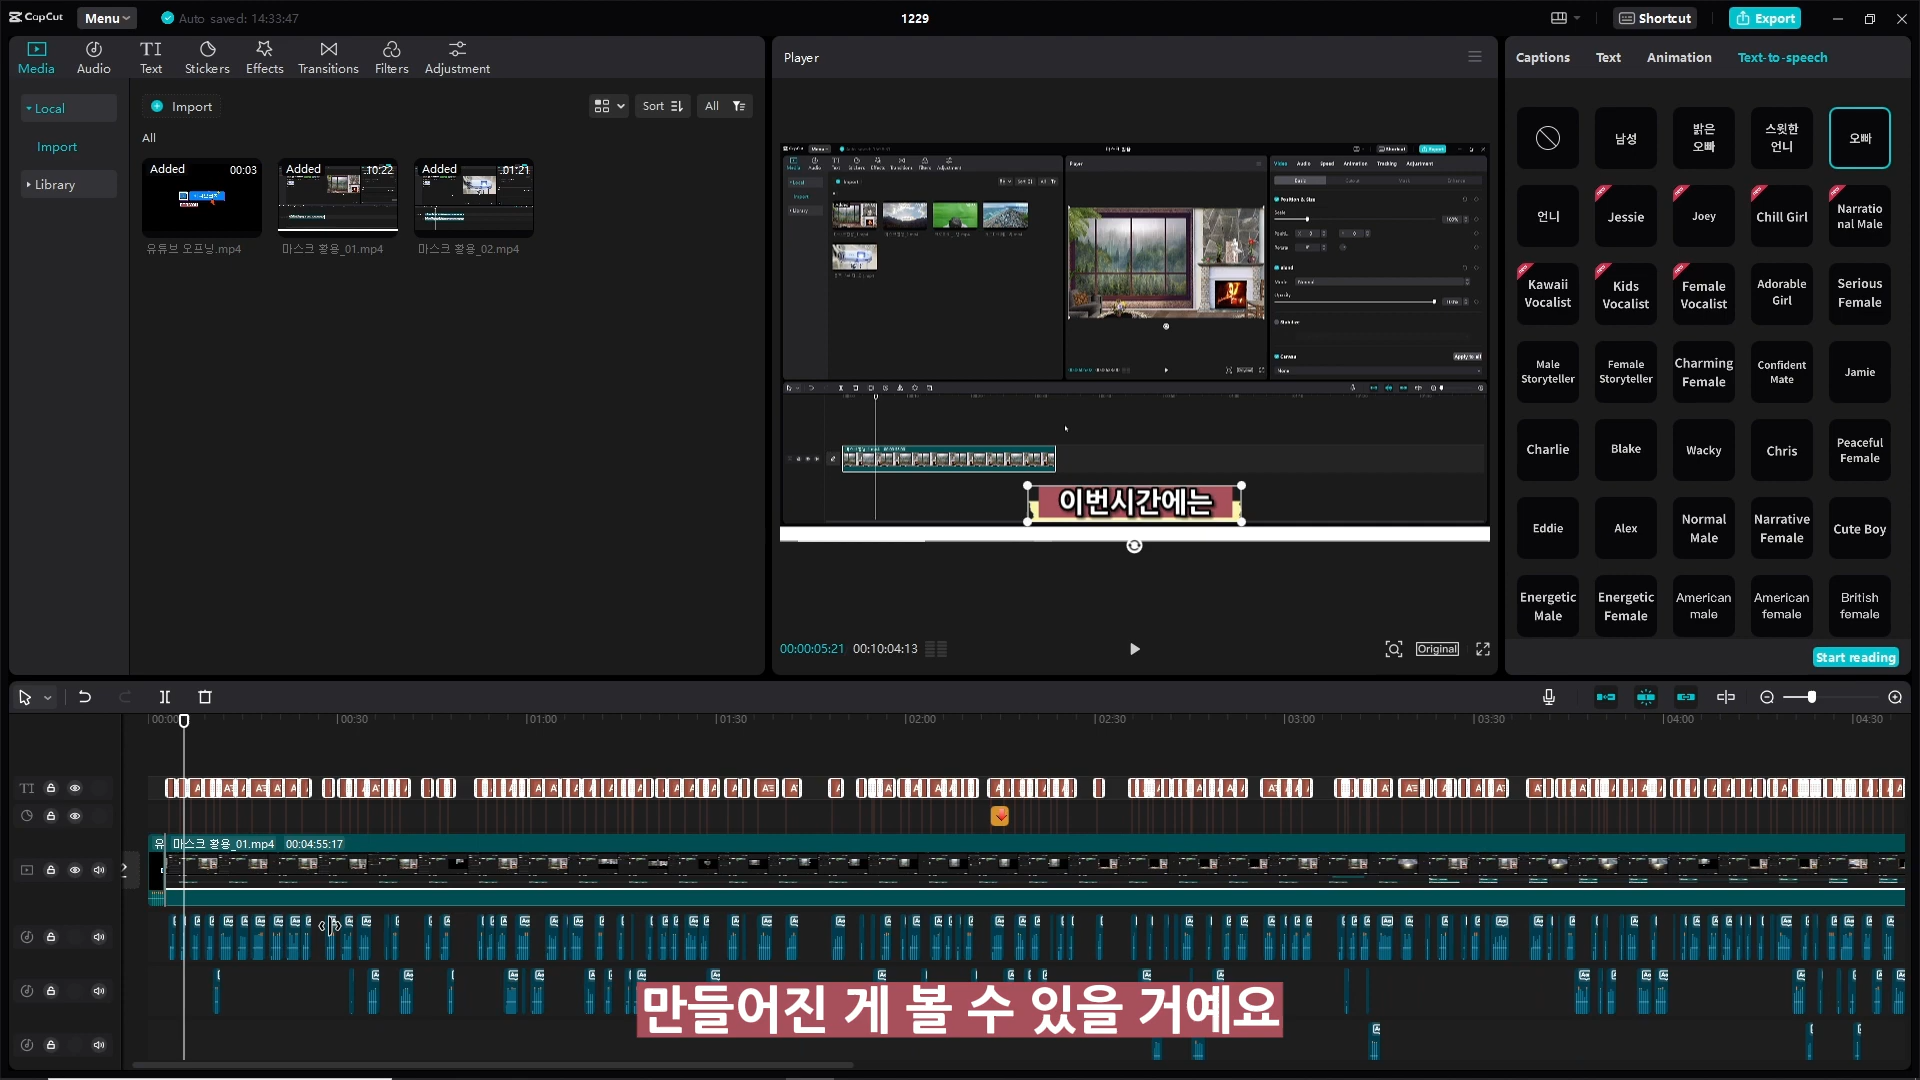 CapCut
Menu
Auto saved: 14:33:47
1229
Shortcut
Export
Media
Audio
Text
Stickers
Effects
Transitions
Filters
Adjustment
Local
Import
Library
Import
Sort
All
All
Added 00:03
유튜브 오프닝.mp4
Added 10:22
마스크 활용_01.mp4
Added 01:21
마스크 활용_02.mp4
Player
이번시간에는
00:00:05:21 00:10:04:13
Original
Captions
Text
Animation
Text-to-speech
남성
밝은 오빠
스윗한 언니
오빠
언니
Jessie
Joey
Chill Girl
Narratio nal Male
Kawaii Vocalist
Kids Vocalist
Female Vocalist
Adorable Girl
Serious Female
Male Storyteller
Female Storyteller
Charming Female
Confident Mate
Jamie
Charlie
Blake
Wacky
Chris
Peaceful Female
Eddie
Alex
Normal Male
Narrative Female
Cute Boy
Energetic Male
Energetic Female
American male
American female
British female
Start reading
00:00
00:30
01:00
01:30
02:00
02:30
03:00
03:30
04:00
04:30
유 마스크 활용_01.mp4 00:04:55:17
만들어진 게 볼 수 있을 거예요